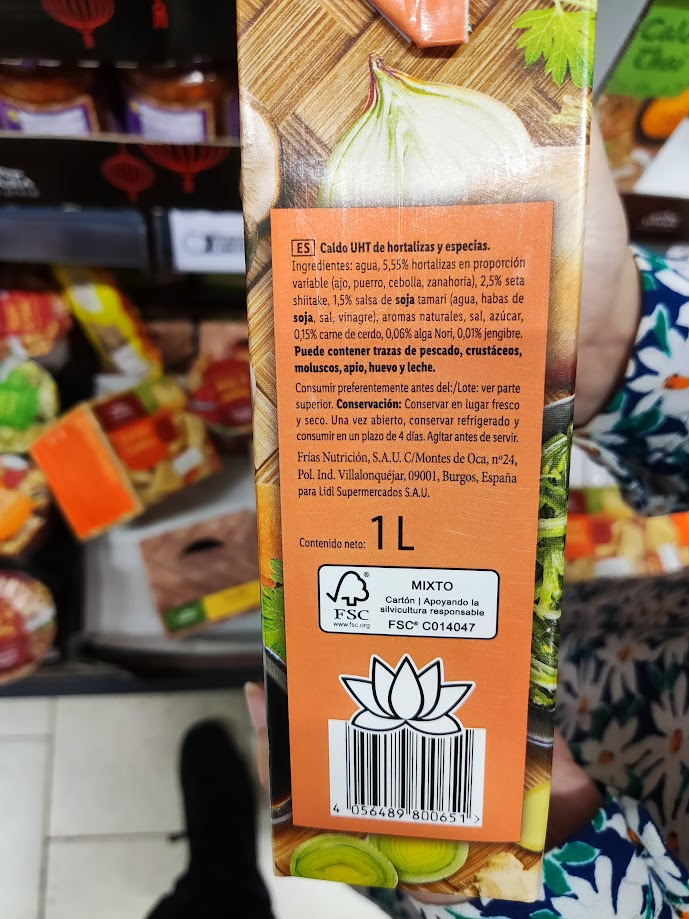 ES Caldo UHT de hortalizas y especias.
Ingredientes: agua, 5,55% hortalizas en proporción
variable (ajo, puerro, cebolla, zanahoria), 2,5% seta
shiitake, 1,5% salsa de soja tamari (agua, habas de
soja, sal, vinagre), aromas naturales, sal, azúcar,
0,15% carne de cerdo, 0,06% alga Nori, 0,01% jengibre.
Puede contener trazas de pescado, crustáceos,
moluscos, apio, huevo y leche.
Consumir preferentemente antes del:/Lote: ver parte
superior. Conservación: Conservar en lugar fresco
y seco. Una vez abierto, conservar refrigerado y
consumir en un plazo de 4 días. Agitar antes de servir.
Frías Nutrición, S.A.U. C/Montes de Oca, nº24,
Pol. Ind. Villalonquéjar, 09001, Burgos, España
para Lidl Supermercados S.A.U.
Contenido neto: 1 L
FSC®
www.fsc.org
MIXTO
Cartón | Apoyando la
silvicultura responsable
FSC® C014047
4 056489 800651 >